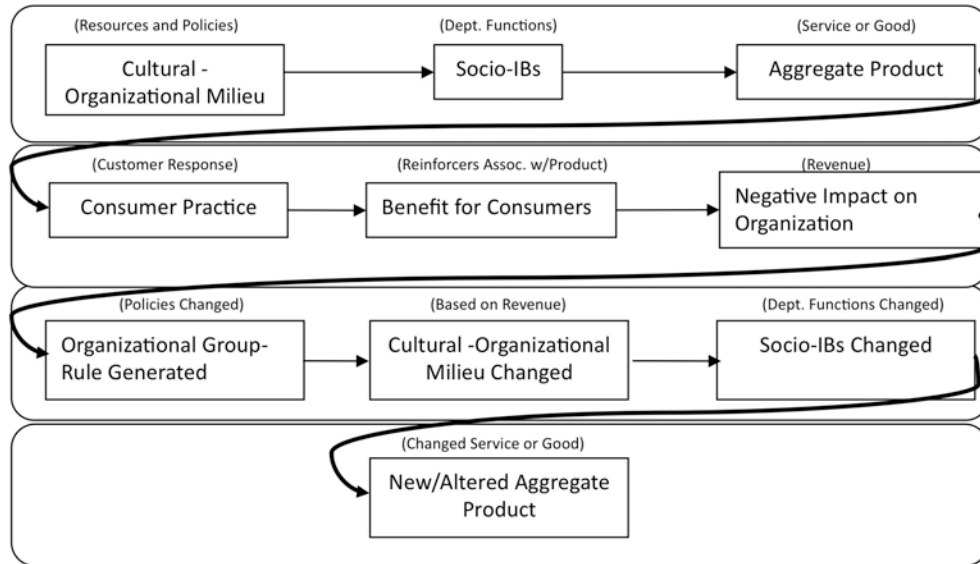 (Resources and Policies)
(Dept. Functions)
(Service or Good)
Cultural -
Organizational Milieu
Socio-IBs
Aggregate Product
(Customer Response)
(Reinforcers Assoc. w/Product)
(Revenue)
Consumer Practice
Benefit for Consumers
Negative Impact on
Organization
(Policies Changed)
(Based on Revenue)
(Dept. Functions Changed)
Organizational Group-
Rule Generated
Cultural -Organizational
Milieu Changed
Socio-IBs Changed
(Changed Service or Good)
New/Altered Aggregate
Product